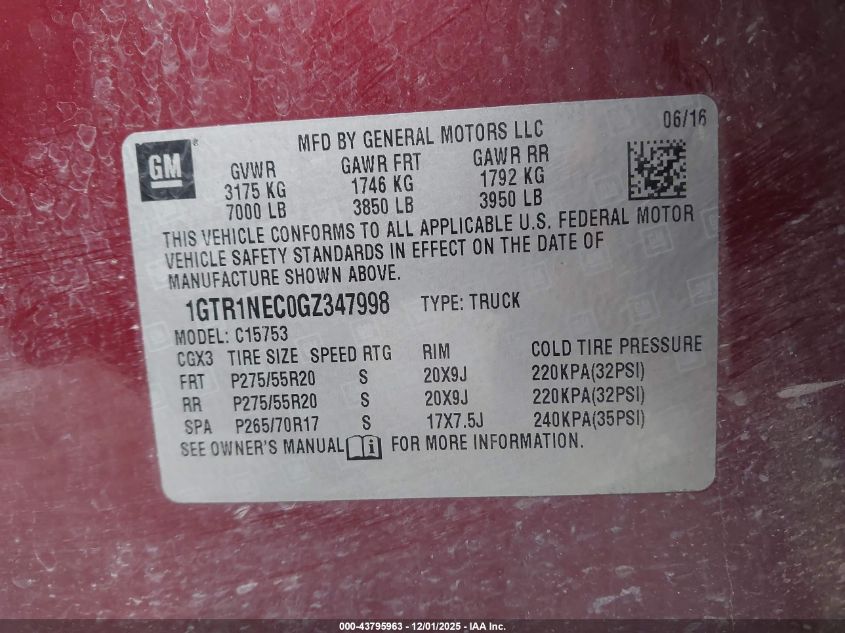 GM
MFD BY GENERAL MOTORS LLC 06/16
GVWR GAWR FRT GAWR RR
3175 KG 1746 KG 1792 KG
7000 LB 3850 LB 3950 LB
THIS VEHICLE CONFORMS TO ALL APPLICABLE U.S. FEDERAL MOTOR
VEHICLE SAFETY STANDARDS IN EFFECT ON THE DATE OF
MANUFACTURE SHOWN ABOVE.
1GTR1NEC0GZ347998 TYPE: TRUCK
MODEL: C15753
CGX3 TIRE SIZE SPEED RTG RIM COLD TIRE PRESSURE
FRT P275/55R20 S 20X9J 220KPA(32PSI)
RR P275/55R20 S 20X9J 220KPA(32PSI)
SPA P265/70R17 S 17X7.5J 240KPA(35PSI)
SEE OWNER'S MANUAL i FOR MORE INFORMATION.
000-43795963 - 12/01/2025 - IAA Inc.